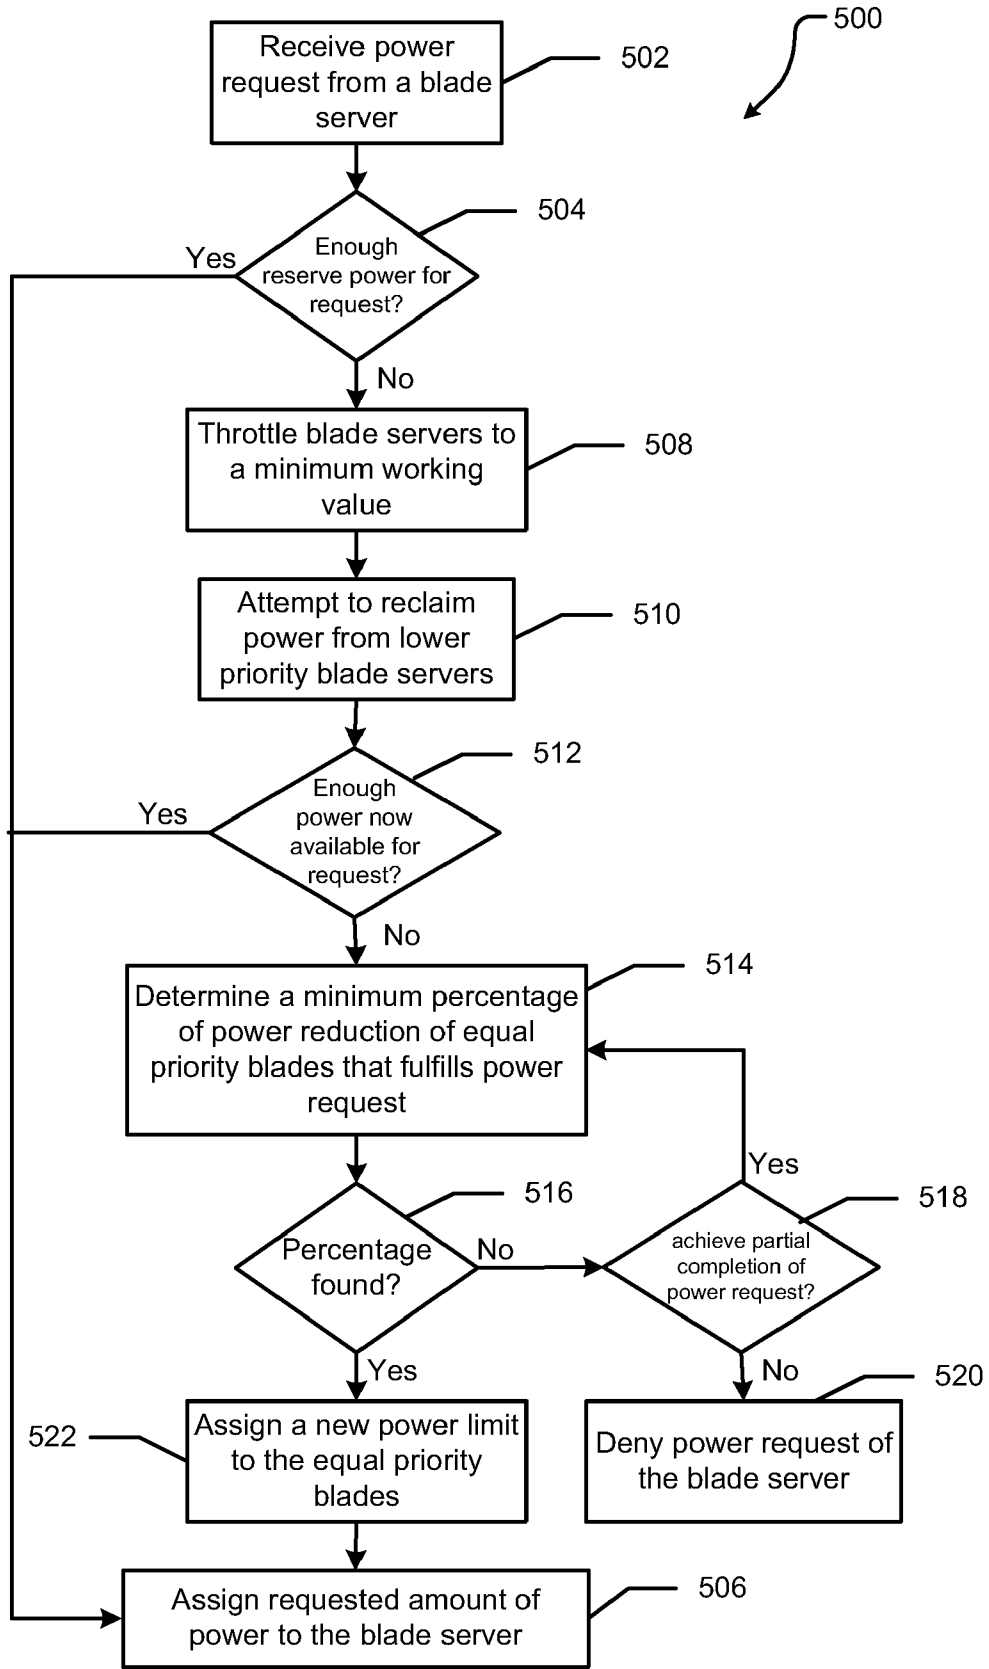 500
Receive power
request from a blade
server
502
504
Enough
reserve power for
request?
Yes
No
Throttle blade servers to
a minimum working
value
508
Attempt to reclaim
power from lower
priority blade servers
510
512
Enough
power now
available for
request?
Yes
No
514
Determine a minimum percentage
of power reduction of equal
priority blades that fulfills power
request
516
Percentage
found?
No
Yes
518
achieve partial
completion of
power request?
Yes
No
520
Deny power request of
the blade server
522
Assign a new power limit
to the equal priority
blades
506
Assign requested amount of
power to the blade server